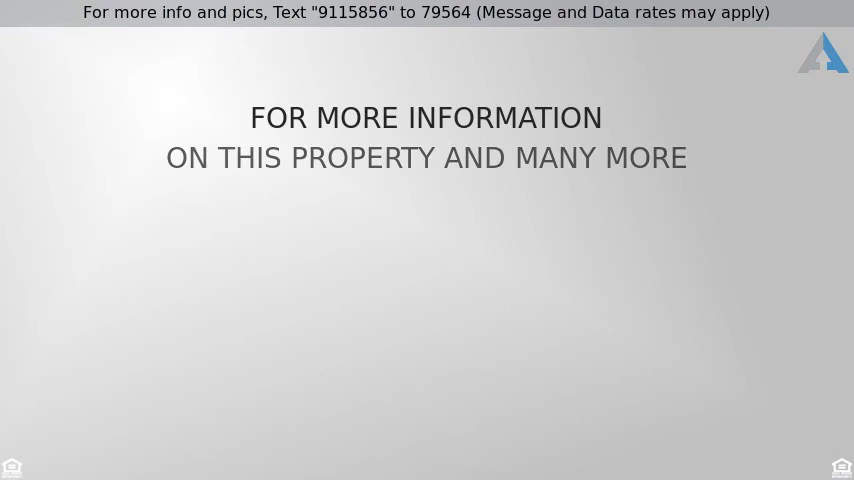 For more info and pics, Text "9115856" to 79564 (Message and Data rates may apply)
FOR MORE INFORMATION
ON THIS PROPERTY AND MANY MORE